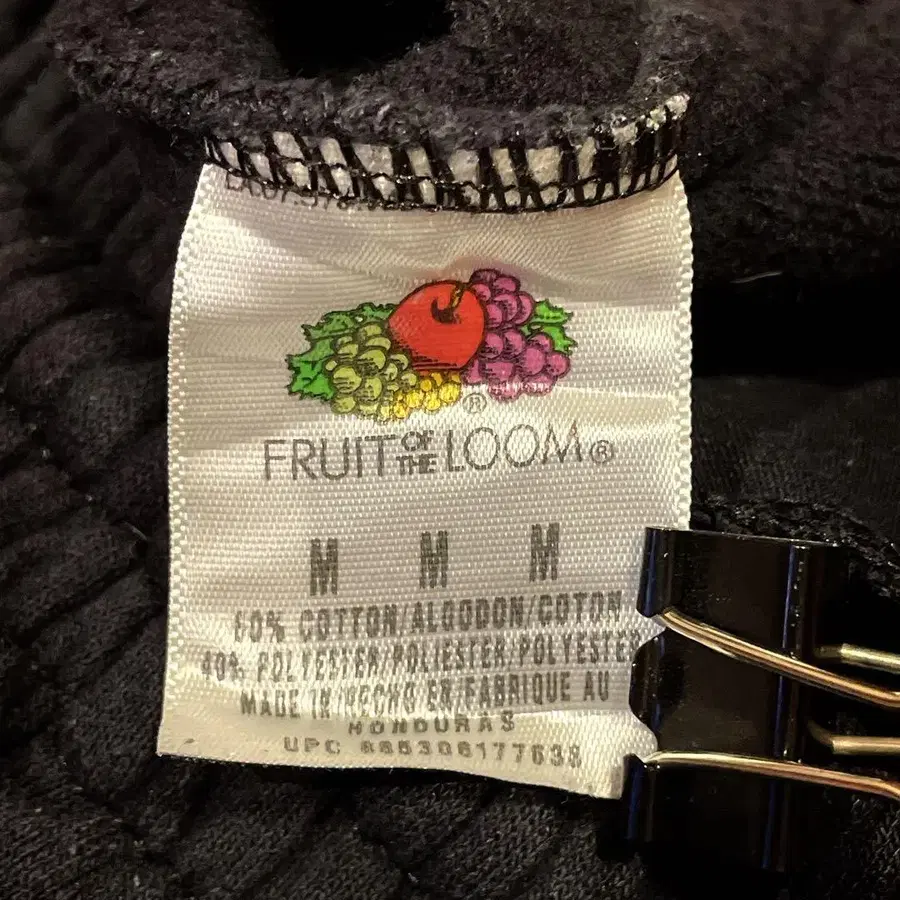 ®
FRUIT OF THE LOOM®
M M M
60% COTTON/ALGODON/COTON
40% POLYESTER/POLIESTER/POLYESTER
MADE IN/HECHO EN/FABRIQUE AU
HONDURAS
UPC 885306177638